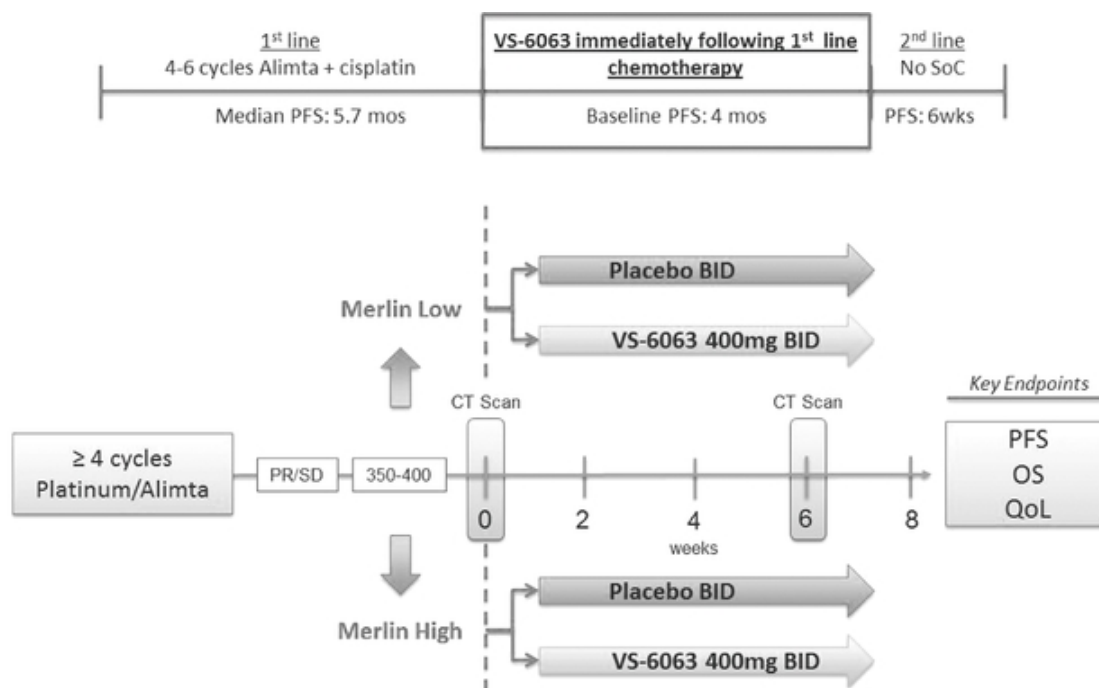 1st line
4-6 cycles Alimta + cisplatin
Median PFS: 5.7 mos
VS-6063 immediately following 1st line
chemotherapy
Baseline PFS: 4 mos
2nd line
No SoC
PFS: 6wks
Placebo BID
Merlin Low
VS-6063 400mg BID
Key Endpoints
CT Scan
CT Scan
≥ 4 cycles
Platinum/Alimta
PR/SD
350-400
0
2
4
6
8
weeks
PFS
OS
QoL
Placebo BID
Merlin High
VS-6063 400mg BID